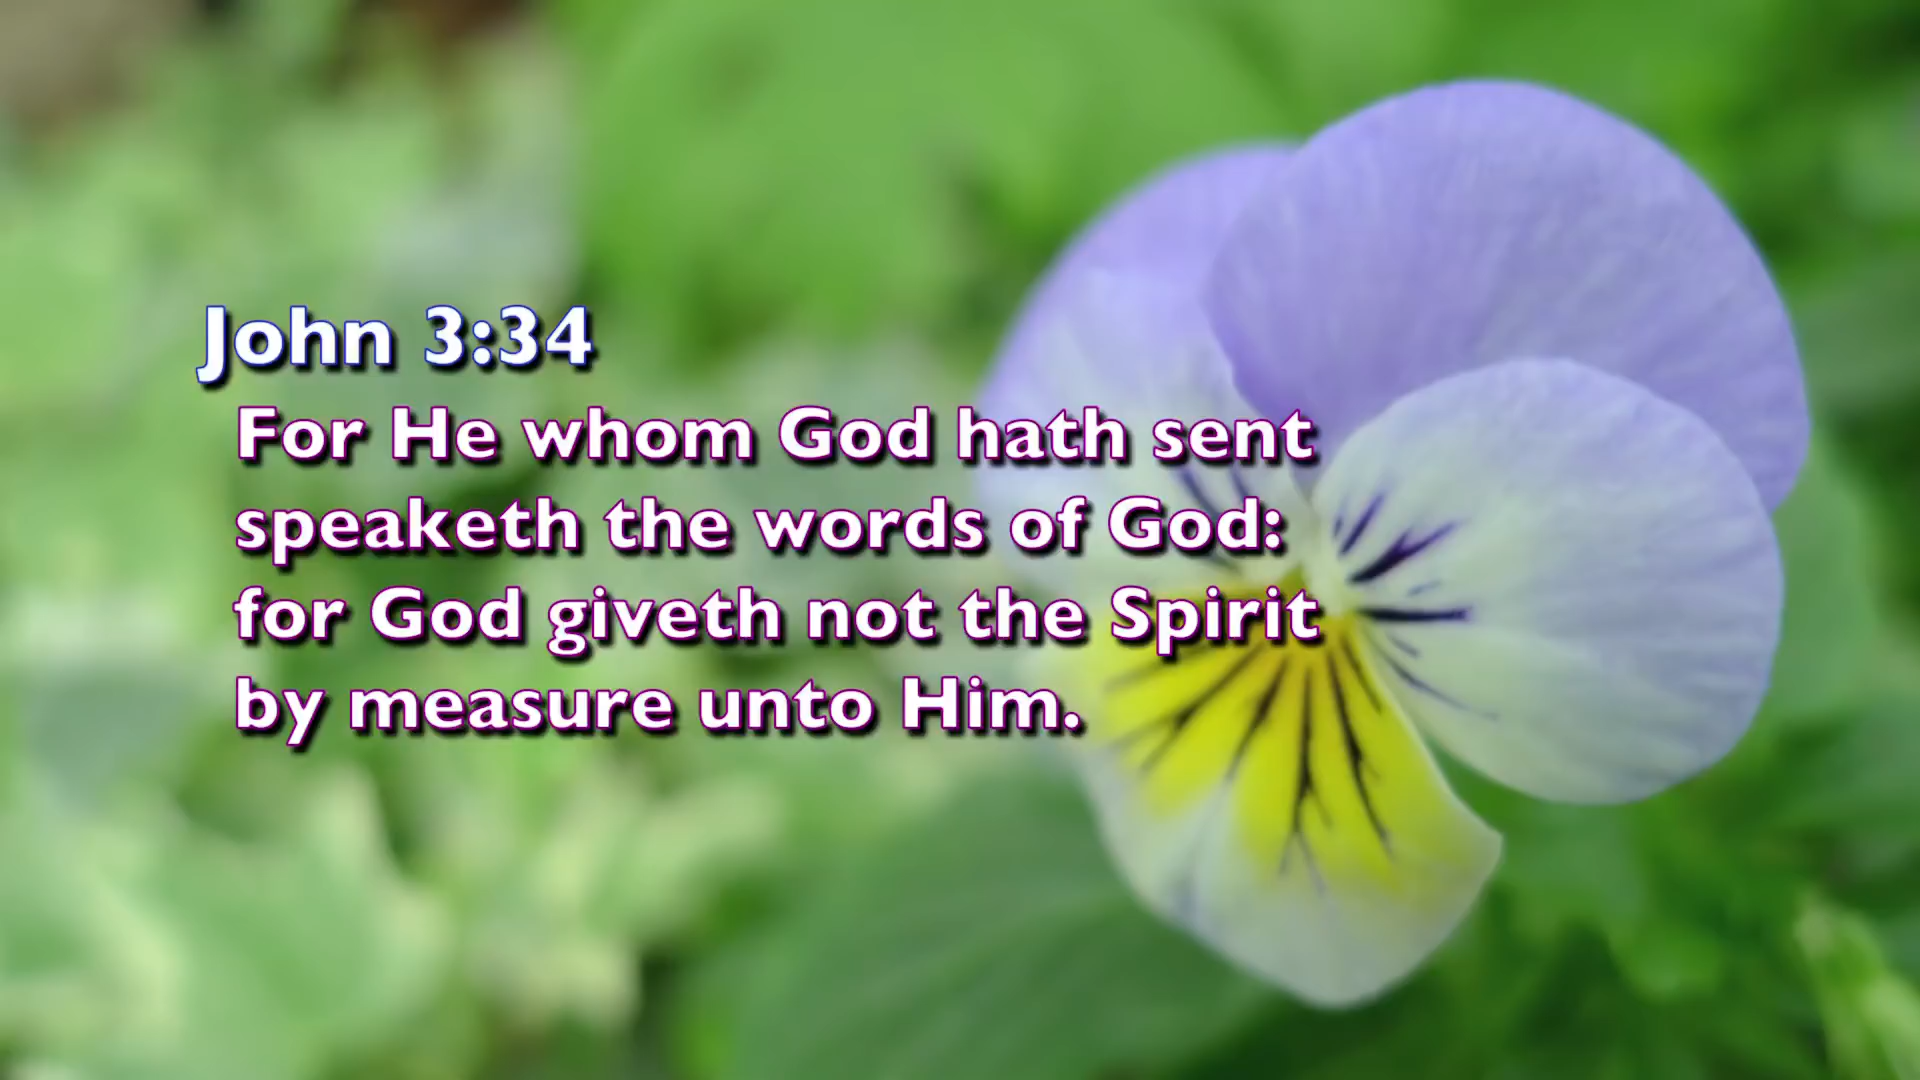 John 3:34
For He whom God hath sent
speaketh the words of God:
for God giveth not the Spirit
by measure unto Him.